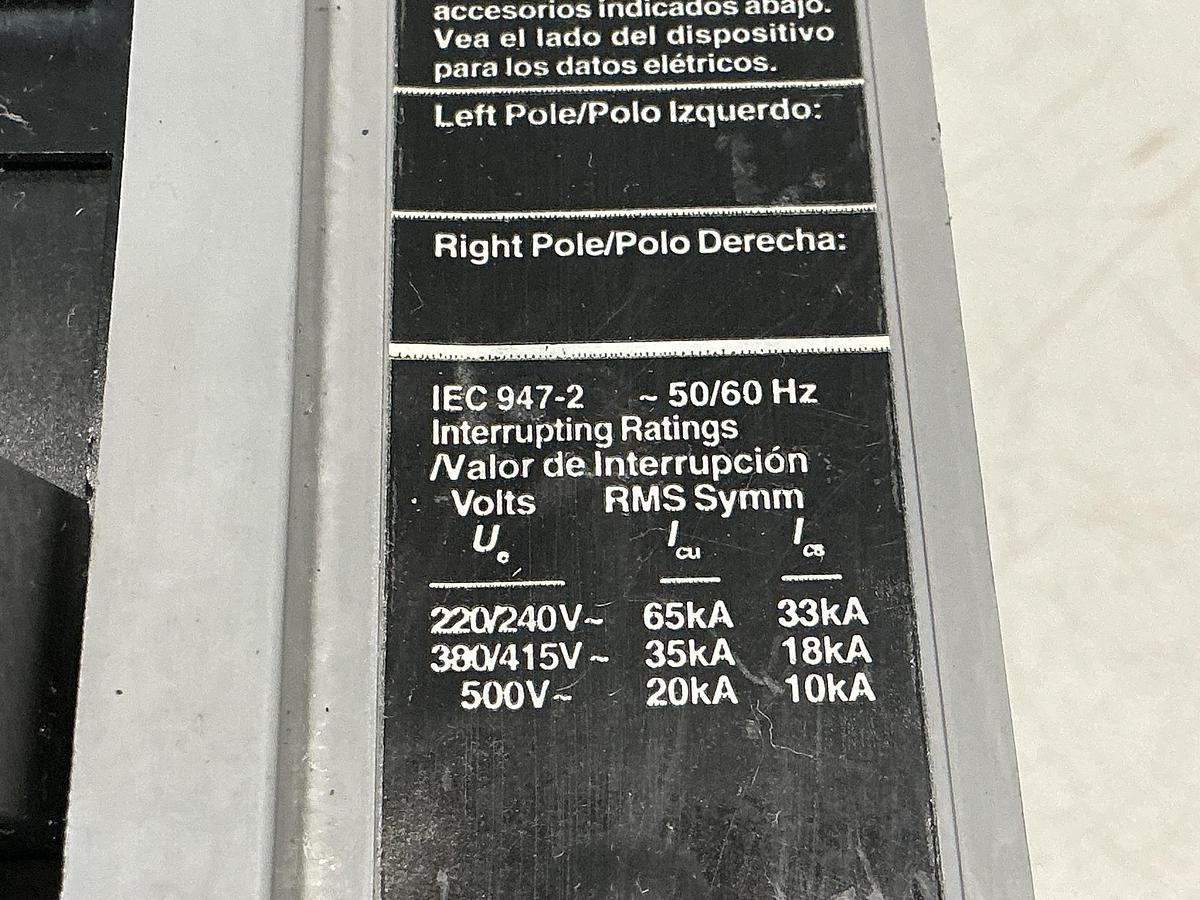 accesorios indicados abajo.
Vea el lado del dispositivo
para los datos elétricos.
Left Pole/Polo Izquerdo:
Right Pole/Polo Derecha:
IEC 947-2 ~ 50/60 Hz
Interrupting Ratings
/Valor de Interrupción
Volts RMS Symm
Ue Icu Ics
220/240V~ 65kA 33kA
380/415V~ 35kA 18kA
500V~ 20kA 10kA